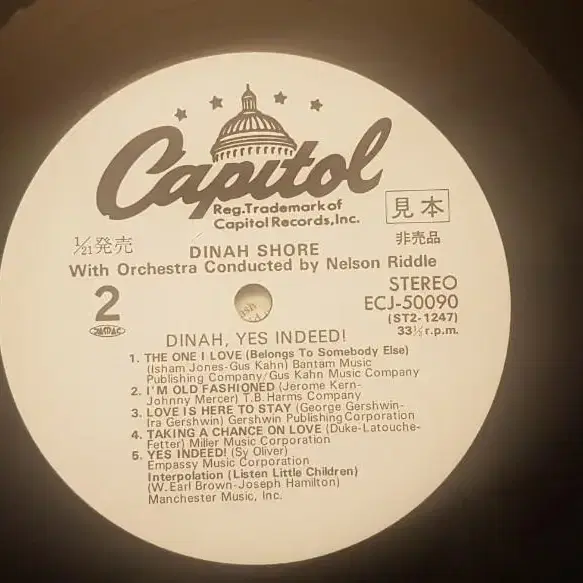 Capitol
Reg.Trademark of
Capitol Records, Inc.
見本
非売品
1/21発売
DINAH SHORE
With Orchestra Conducted by Nelson Riddle
2
STEREO
ECJ-50090
(ST2-1247)
33⅓ r.p.m.
DINAH, YES INDEED!
1. THE ONE I LOVE (Belongs To Somebody Else)
(Isham Jones-Gus Kahn) Bantam Music
Publishing Company/Gus Kahn Music Company
2. I'M OLD FASHIONED (Jerome Kern-
Johnny Mercer) T.B. Harms Company
3. LOVE IS HERE TO STAY (George Gershwin-
Ira Gershwin) Gershwin Publishing Corporation
4. TAKING A CHANCE ON LOVE (Duke-Latouche-
Fetter) Miller Music Corporation
5. YES INDEED! (Sy Oliver)
Empassy Music Corporation
Interpolation (Listen Little Children)
(W. Earl Brown-Joseph Hamilton)
Manchester Music, Inc.